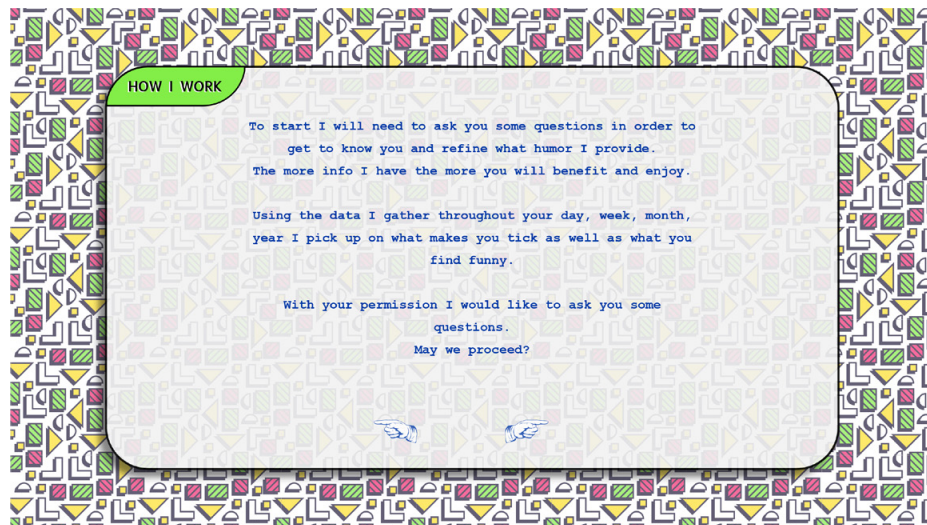 HOW I WORK
To start I will need to ask you some questions in order to
get to know you and refine what humor I provide.
The more info I have the more you will benefit and enjoy.
Using the data I gather throughout your day, week, month,
year I pick up on what makes you tick as well as what you
find funny.
With your permission I would like to ask you some
questions.
May we proceed?